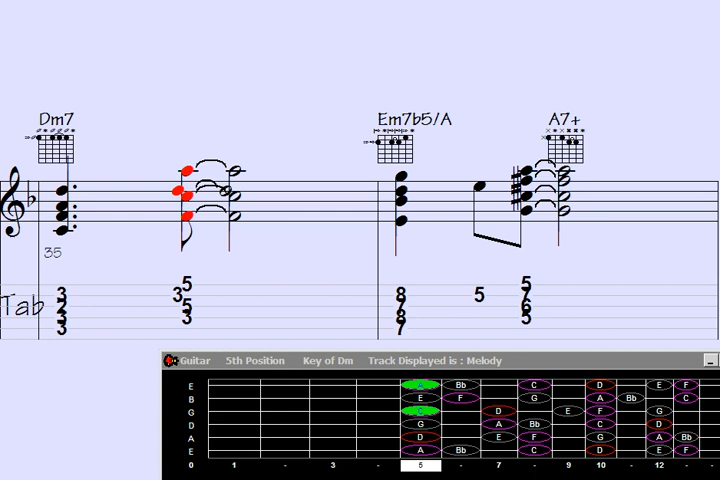 Dm7 Em7b5/A A7+
35
5
3 3 8 5 7
Tab 2 5 7 6
3 3 8 5
3 7
Guitar 5th Position Key of Dm Track Displayed is : Melody
E A Bb C D E F
B E F G A Bb C
G C D E F G
D G A Bb C D
A D E F G A Bb
E A Bb C D E F
0 1 - 3 - 5 - 7 - 9 10 - 12 - -